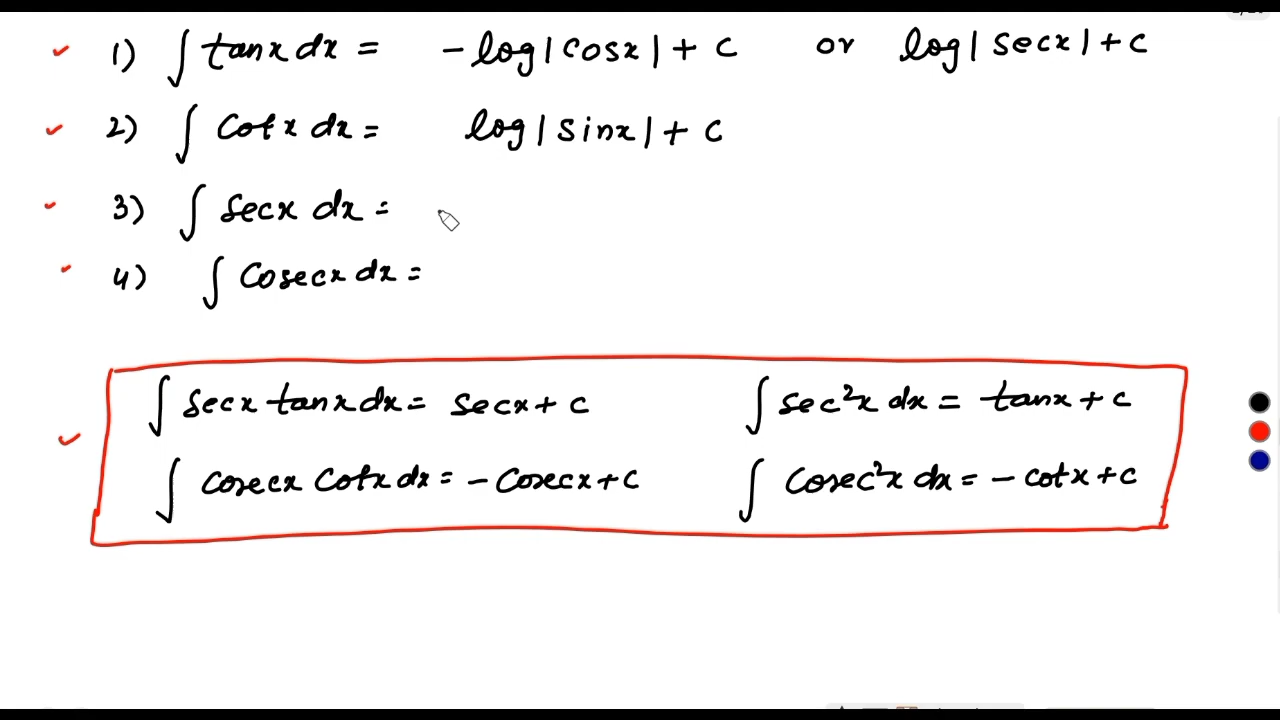 1) ∫ tanx dx = -log|cosx| + c or log|secx| + c
2) ∫ cotx dx = log|sinx| + c
3) ∫ secx dx =
4) ∫ cosecx dx =
∫ secx tanx dx = secx + c ∫ sec²x dx = tanx + c
∫ cosecx cotx dx = -cosecx + c ∫ cosec²x dx = -cotx + c